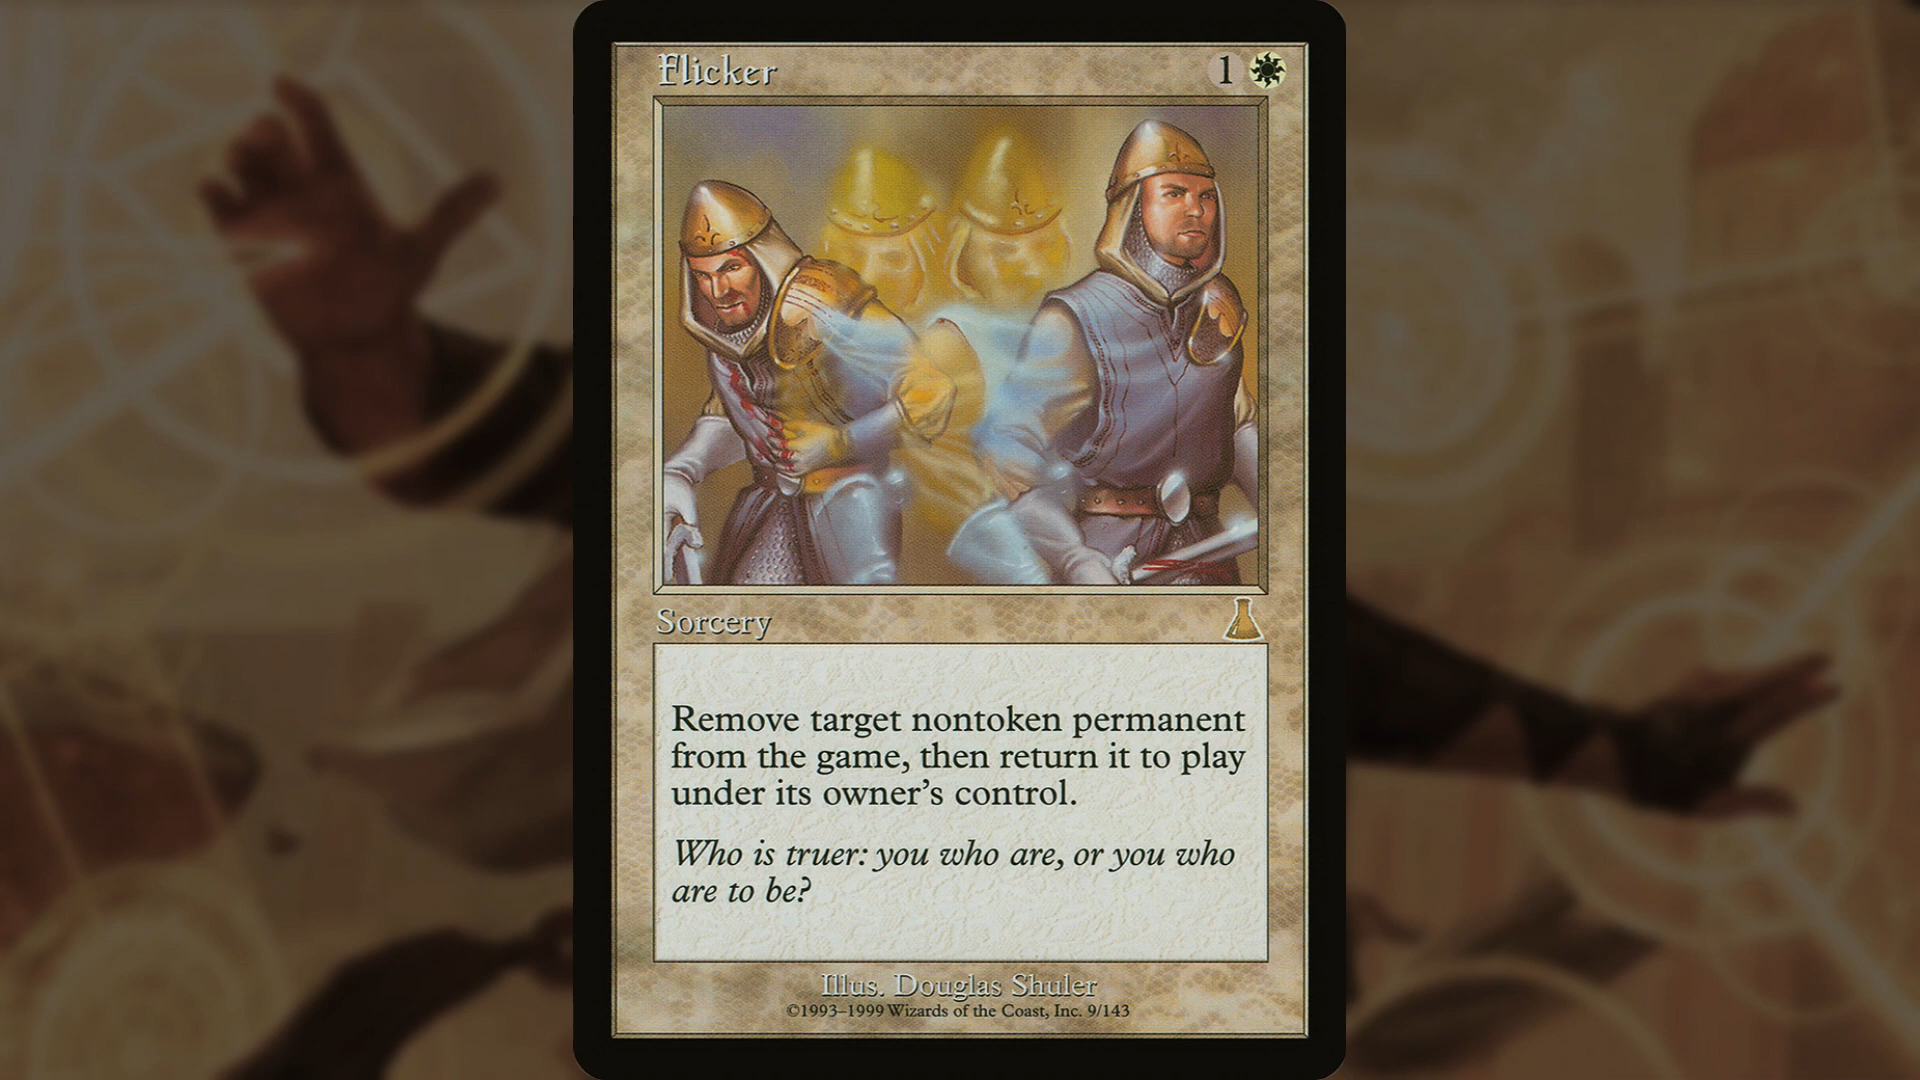 Flicker 1
Sorcery
Remove target nontoken permanent
from the game, then return it to play
under its owner's control.
Who is truer: you who are, or you who
are to be?
Illus. Douglas Shuler
©1993–1999 Wizards of the Coast, Inc. 9/143